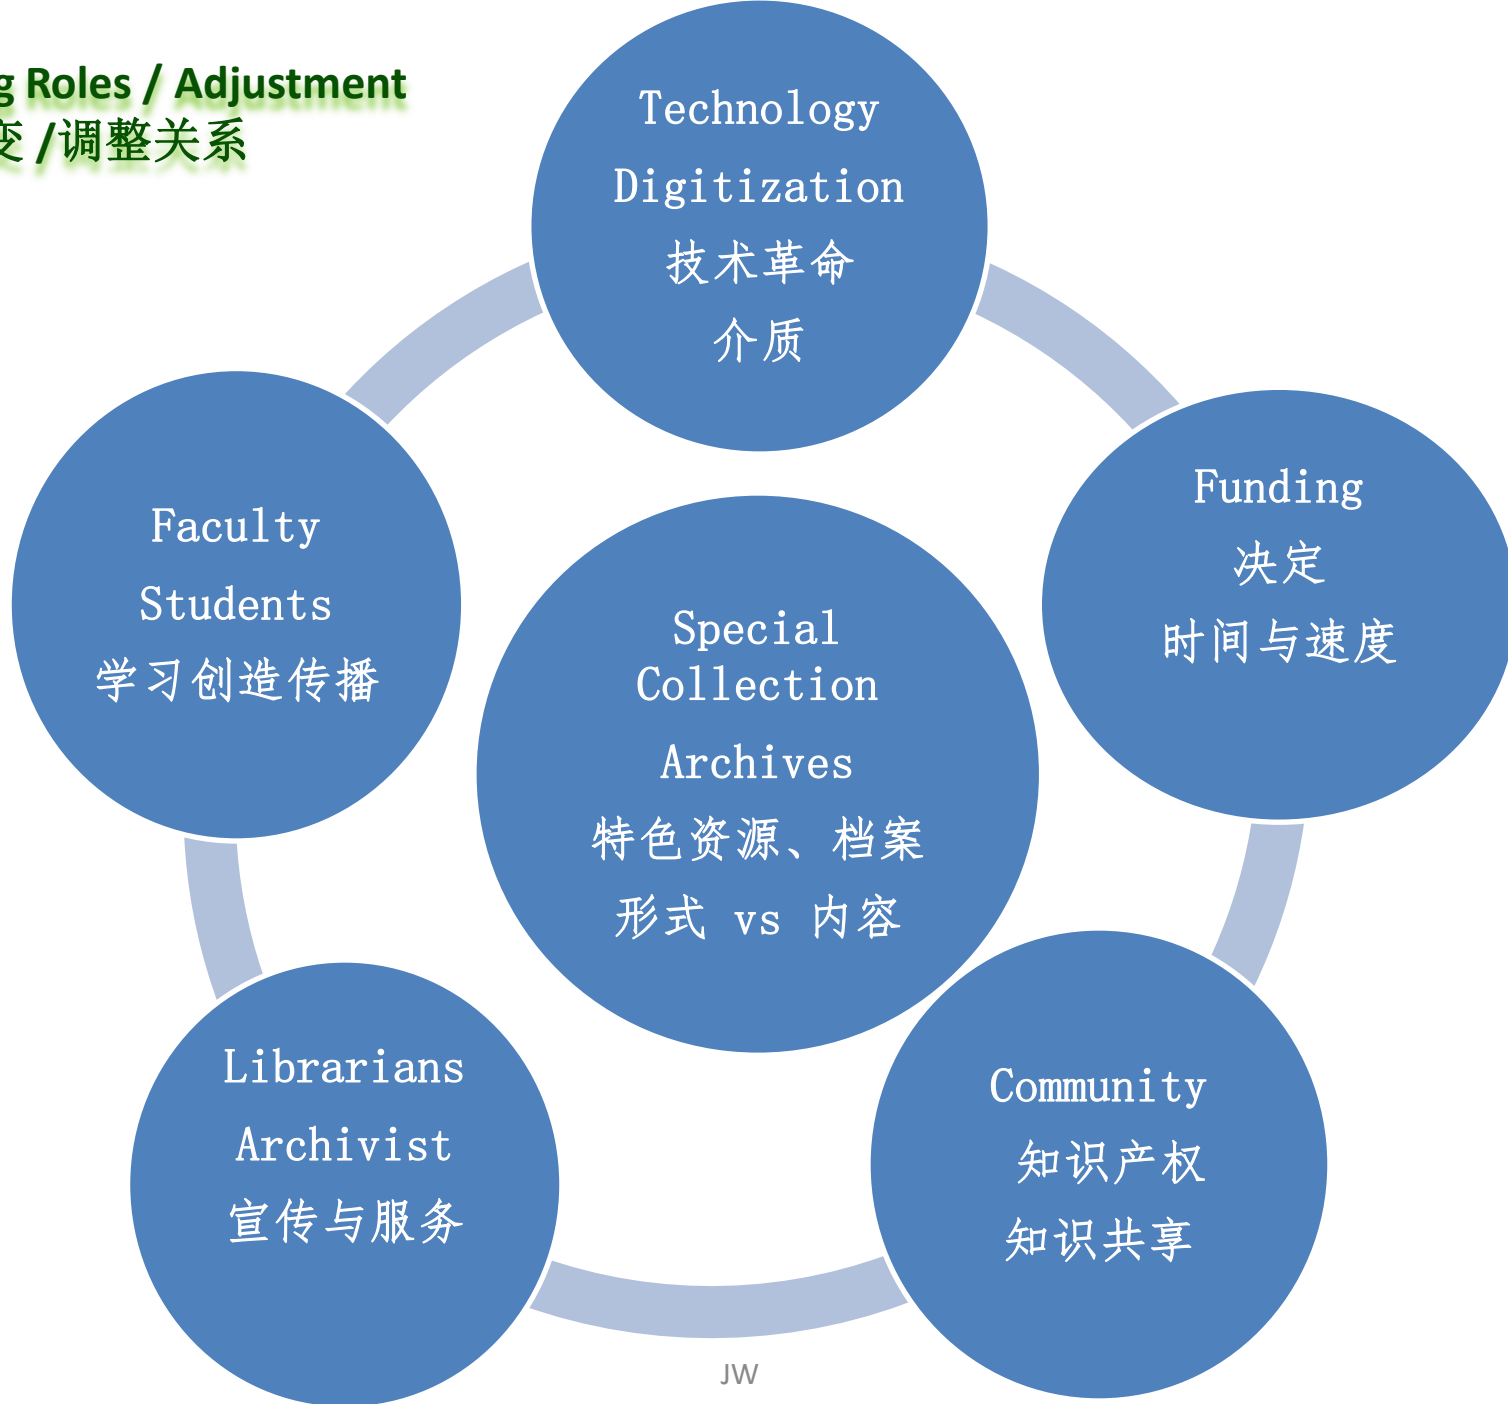 Roles / Adjustment
变 /调整关系
Technology
Digitization
技术革命
介质
Funding
决定
时间与速度
Faculty
Students
学习创造传播
Special
Collection
Archives
特色资源、档案
形式 vs 内容
Community
知识产权
知识共享
Librarians
Archivist
宣传与服务
JW